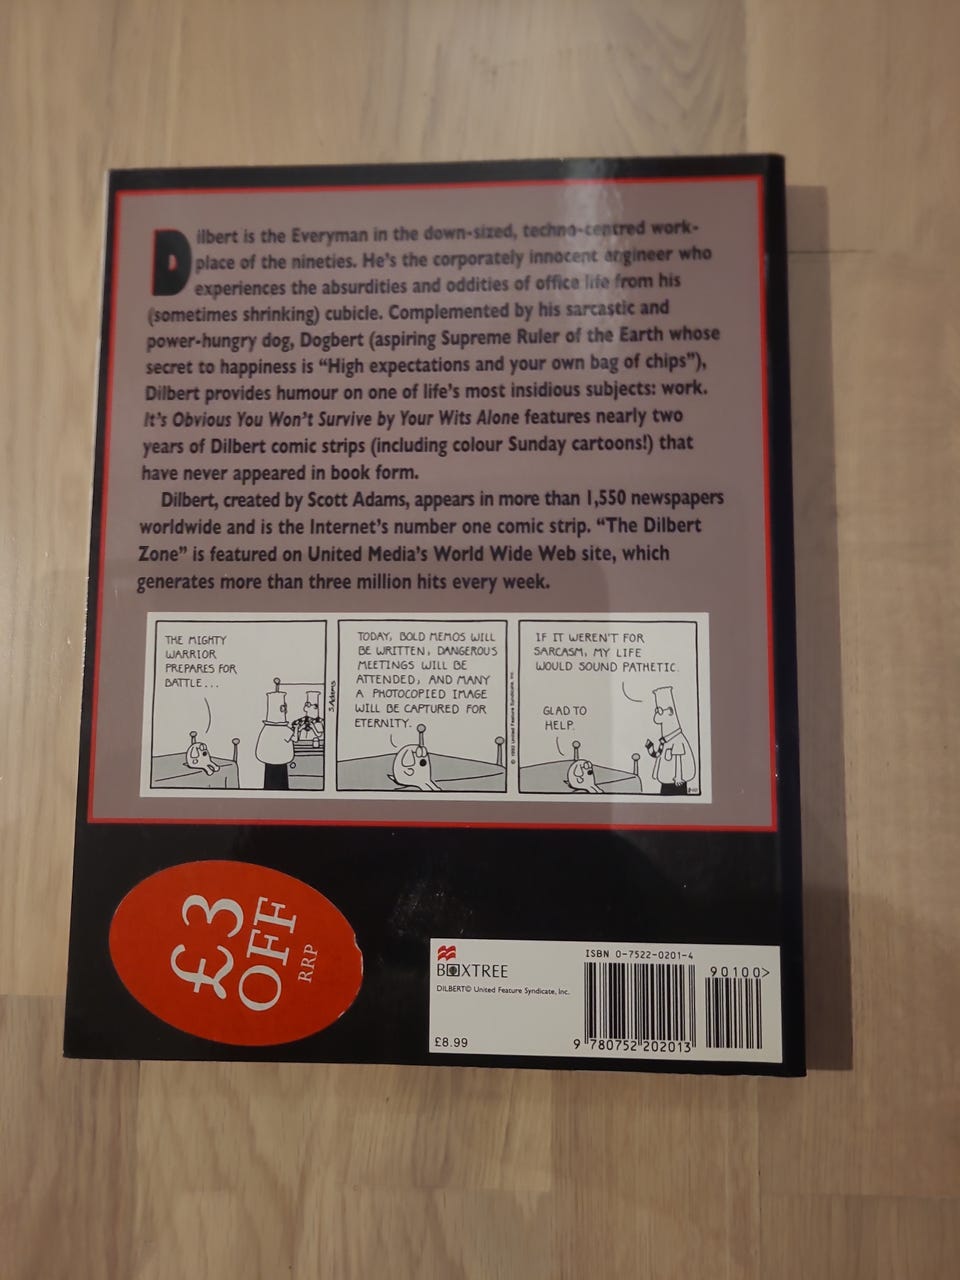 Dilbert is the Everyman in the down-sized, techno-centred work-
place of the nineties. He's the corporately innocent engineer who
experiences the absurdities and oddities of office life from his
(sometimes shrinking) cubicle. Complemented by his sarcastic and
power-hungry dog, Dogbert (aspiring Supreme Ruler of the Earth whose
secret to happiness is “High expectations and your own bag of chips”),
Dilbert provides humour on one of life's most insidious subjects: work.
It's Obvious You Won't Survive by Your Wits Alone features nearly two
years of Dilbert comic strips (including colour Sunday cartoons!) that
have never appeared in book form.
Dilbert, created by Scott Adams, appears in more than 1,550 newspapers
worldwide and is the Internet's number one comic strip. “The Dilbert
Zone” is featured on United Media's World Wide Web site, which
generates more than three million hits every week.
THE MIGHTY
WARRIOR
PREPARES FOR
BATTLE...
S.Adams
TODAY, BOLD MEMOS WILL
BE WRITTEN, DANGEROUS
MEETINGS WILL BE
ATTENDED, AND MANY
A PHOTOCOPIED IMAGE
WILL BE CAPTURED FOR
ETERNITY.
© 1992 United Feature Syndicate, Inc.
IF IT WEREN'T FOR
SARCASM, MY LIFE
WOULD SOUND PATHETIC.
GLAD TO
HELP.
£3
OFF
RRP
BOXTREE
DILBERT© United Feature Syndicate, Inc.
£8.99
ISBN 0-7522-0201-4
90100>
9 780752 202013